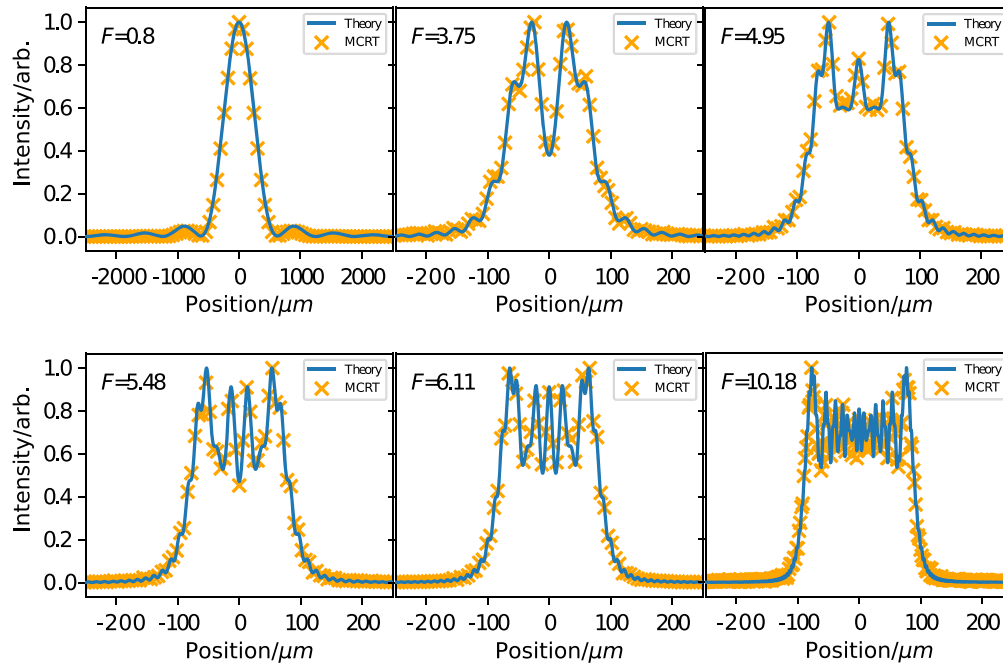 F=0.8
Theory
MCRT
F=3.75
Theory
MCRT
F=4.95
Theory
MCRT
Intensity/arb.
1.0
0.8
0.6
0.4
0.2
0.0
-2000 -1000 0 1000 2000
-200 -100 0 100 200
-200 -100 0 100 200
Position/μm
Position/μm
Position/μm
F=5.48
Theory
MCRT
F=6.11
Theory
MCRT
F=10.18
Theory
MCRT
Intensity/arb.
1.0
0.8
0.6
0.4
0.2
0.0
-200 -100 0 100 200
-200 -100 0 100 200
-200 -100 0 100 200
Position/μm
Position/μm
Position/μm